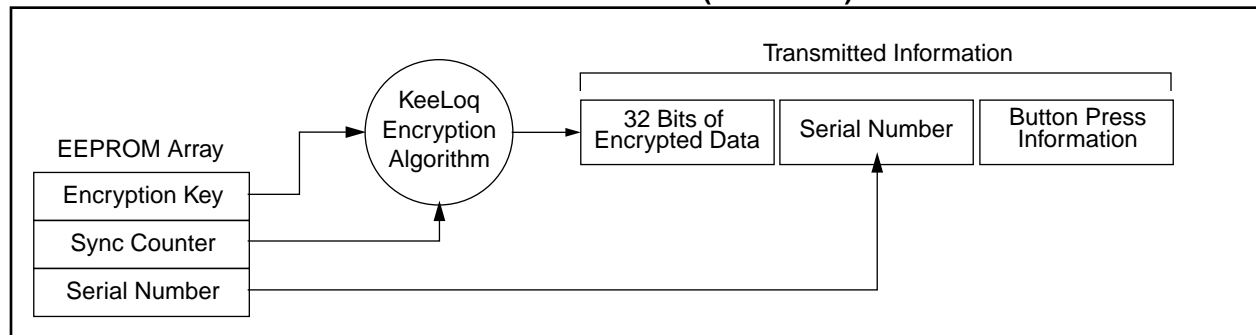 Transmitted Information
KeeLoq
Encryption
Algorithm
32 Bits of
Encrypted Data
Serial Number
Button Press
Information
EEPROM Array
Encryption Key
Sync Counter
Serial Number